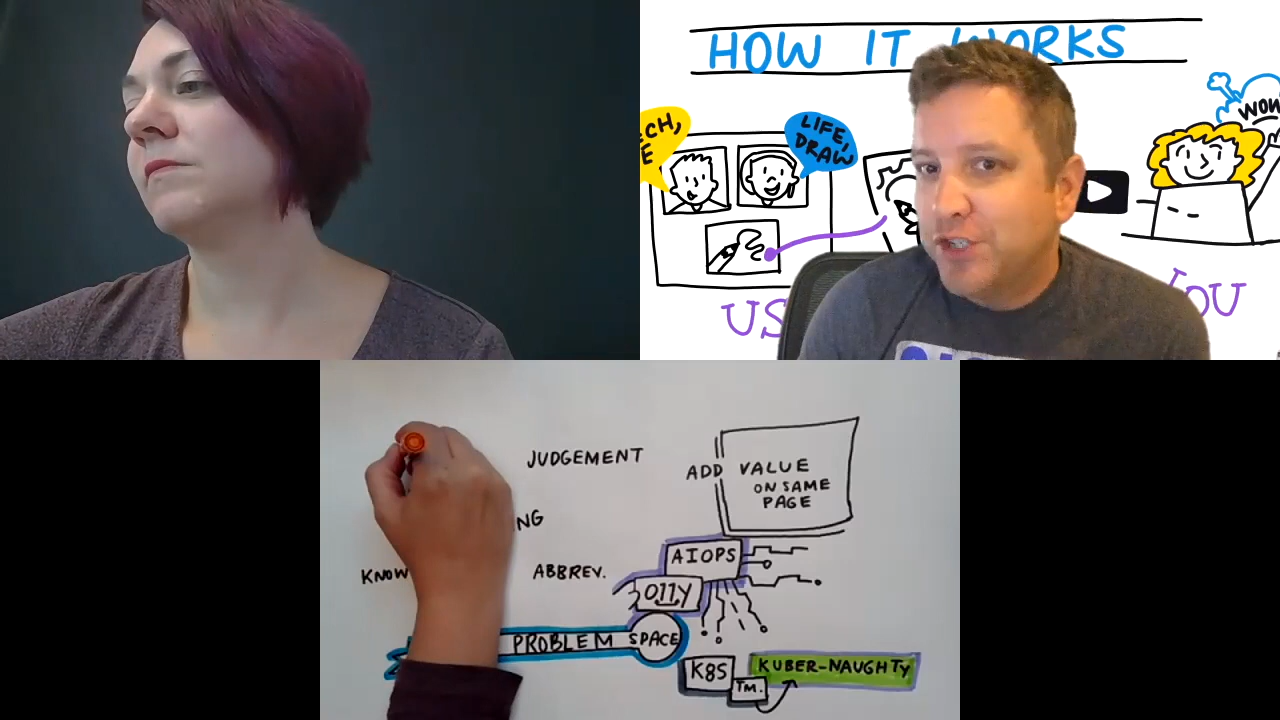 HOW IT WORKS
LIFE,
DRAW
WOW
US
YOU
JUDGEMENT
ADD VALUE
ON SAME
PAGE
NG
KNOW
ABBREV.
AIOPS
O11Y
PROBLEM SPACE
K8S
TM.
KUBER-NAUGHTY